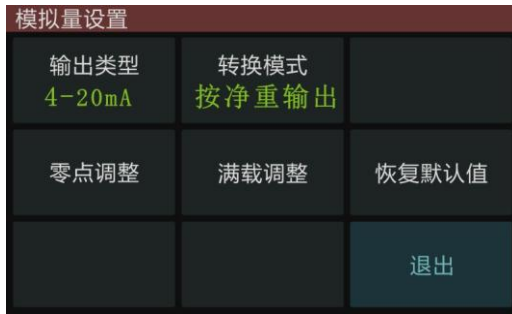 模拟量设置
输出类型
4-20mA
转换模式
按净重输出
零点调整
满载调整
恢复默认值
退出